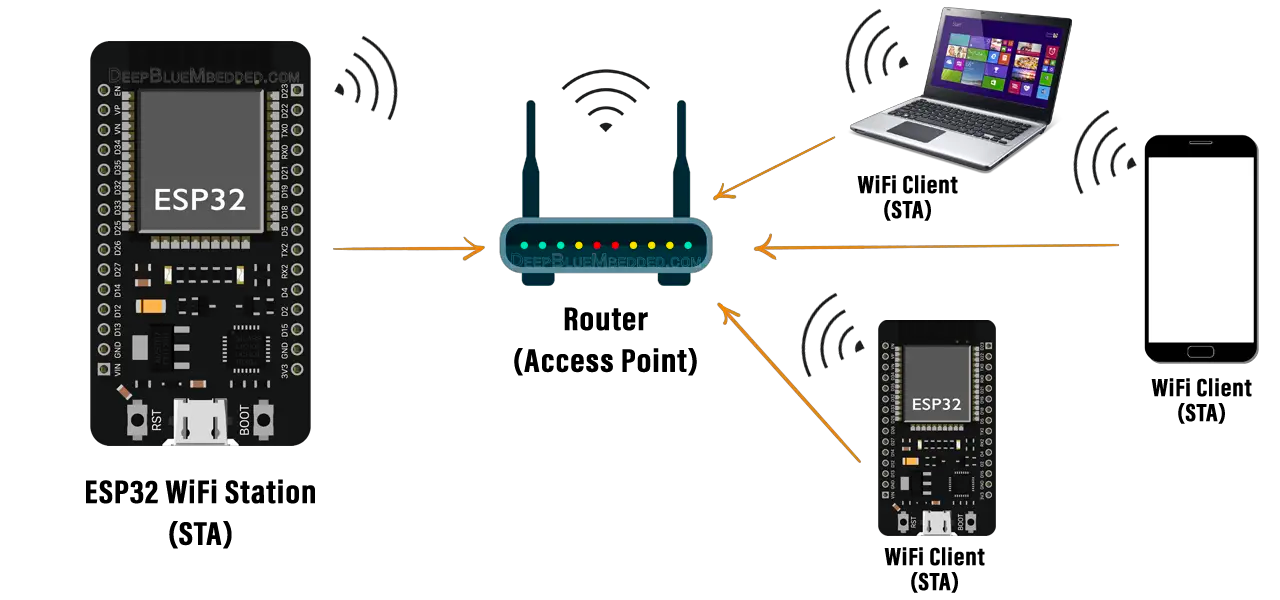 DEEPBLUEMBEDDED.COM
EN
VP
VN
D34
D35
D32
D33
D25
D26
D27
D14
D12
D13
GND
VIN
D23
D22
TX0
RX0
D21
D19
D18
D5
TX2
RX2
D4
D2
D15
GND
3V3
ESP32
RST
BOOT
ESP32 WiFi Station
(STA)
DEEPBLUEMBEDDED.COM
Router
(Access Point)
WiFi Client
(STA)
WiFi Client
(STA)
ESP32
RST
BOOT
WiFi Client
(STA)